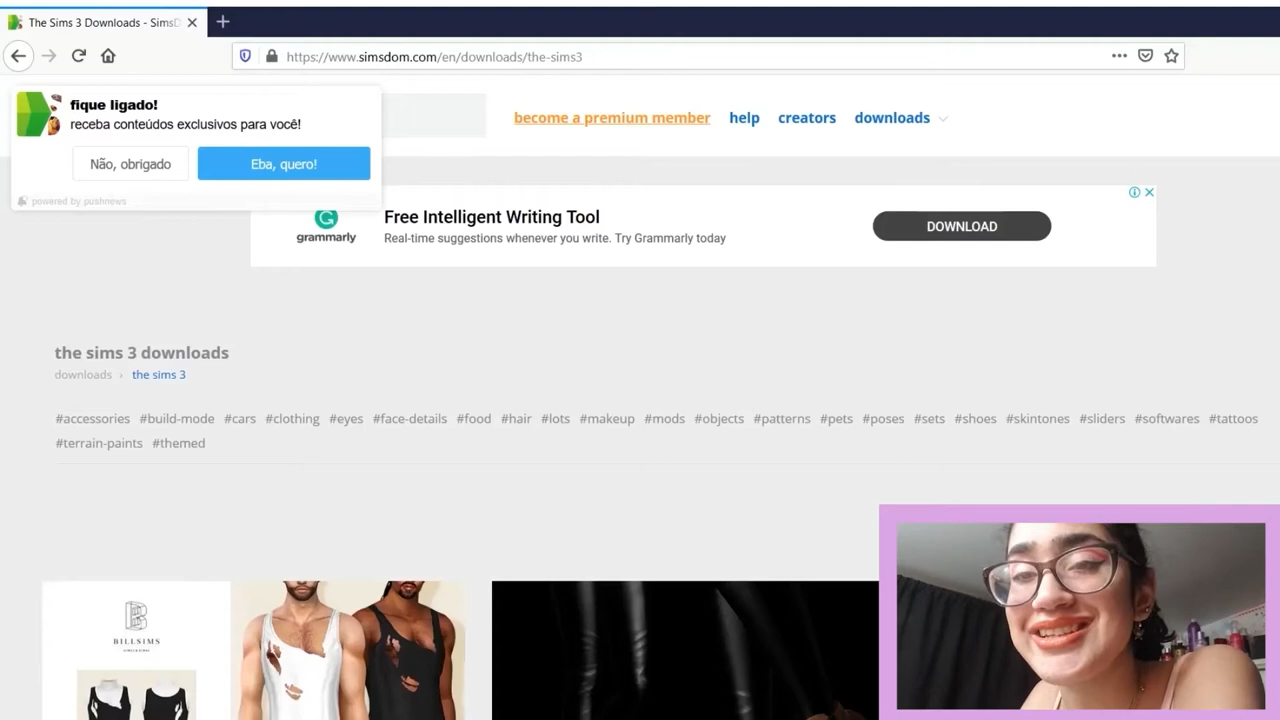 The Sims 3 Downloads - SimsD
https://www.simsdom.com/en/downloads/the-sims3
fique ligado!
receba conteúdos exclusivos para você!
Não, obrigado
Eba, quero!
powered by pushnews
become a premium member
help
creators
downloads
grammarly
Free Intelligent Writing Tool
Real-time suggestions whenever you write. Try Grammarly today
DOWNLOAD
the sims 3 downloads
downloads › the sims 3
#accessories #build-mode #cars #clothing #eyes #face-details #food #hair #lots #makeup #mods #objects #patterns #pets #poses #sets #shoes #skintones #sliders #softwares #tattoos
#terrain-paints #themed
BILLSIMS